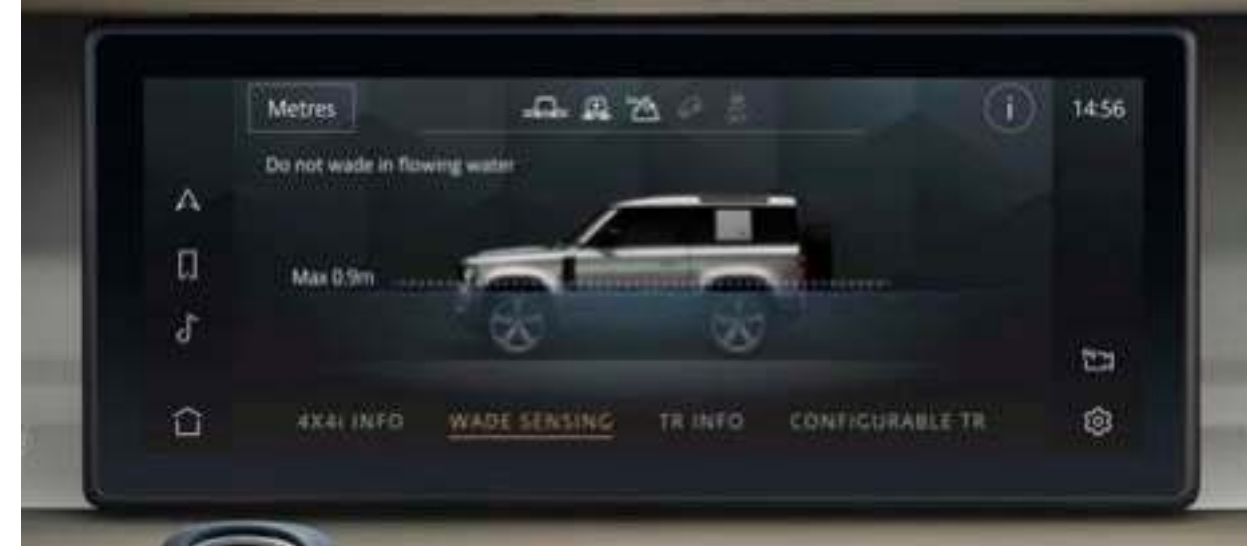 Metres
i
14:56
Do not wade in flowing water
Max 0.9m
4X4i INFO WADE SENSING TR INFO CONFIGURABLE TR